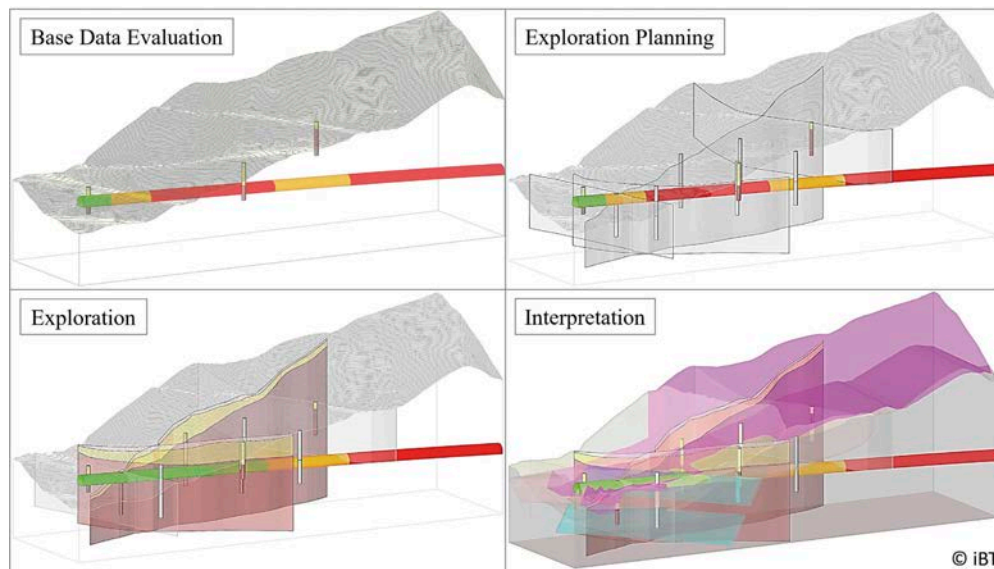 Base Data Evaluation
Exploration Planning
Exploration
Interpretation
© iBT